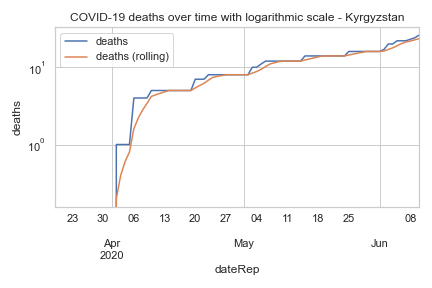 COVID-19 deaths over time with logarithmic scale - Kyrgyzstan
deaths
deaths (rolling)
10^1
10^0
deaths
23 30 06 13 20 27 04 11 18 25 08
Apr May Jun
2020
dateRep